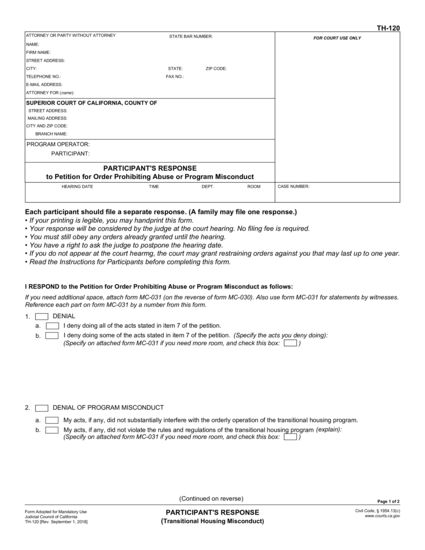 TH-120
ATTORNEY OR PARTY WITHOUT ATTORNEY STATE BAR NUMBER:
FOR COURT USE ONLY
NAME:
FIRM NAME:
STREET ADDRESS:
CITY: STATE: ZIP CODE:
TELEPHONE NO.: FAX NO.:
E-MAIL ADDRESS:
ATTORNEY FOR (name):
SUPERIOR COURT OF CALIFORNIA, COUNTY OF
STREET ADDRESS:
MAILING ADDRESS:
CITY AND ZIP CODE:
BRANCH NAME:
PROGRAM OPERATOR:
PARTICIPANT:
PARTICIPANT'S RESPONSE
to Petition for Order Prohibiting Abuse or Program Misconduct
HEARING DATE TIME DEPT ROOM CASE NUMBER:
Each participant should file a separate response. (A family may file one response.)
• If your printing is legible, you may handprint this form.
• Your response will be considered by the judge at the court hearing. No filing fee is required.
• You must still obey any orders already granted until the hearing.
• You have a right to ask the judge to postpone the hearing date.
• If you do not appear at the court hearing, the court may grant restraining orders against you that may last up to one year.
• Read the Instructions for Participants before completing this form.
I RESPOND to the Petition for Order Prohibiting Abuse or Program Misconduct as follows:
If you need additional space, attach form MC-031 (on the reverse of form MC-030). Also use form MC-031 for statements by witnesses.
Reference each part on form MC-031 by a number from this form.
1. DENIAL
a. I deny doing all of the acts stated in item 7 of the petition.
b. I deny doing some of the acts stated in item 7 of the petition. (Specify the acts you deny doing):
(Specify on attached form MC-031 if you need more room, and check this box: )
2. DENIAL OF PROGRAM MISCONDUCT
a. My acts, if any, did not substantially interfere with the orderly operation of the transitional housing program.
b. My acts, if any, did not violate the rules and regulations of the transitional housing program (explain):
(Specify on attached form MC-031 if you need more room, and check this box: )
(Continued on reverse)
Page 1 of 2
Form Adopted for Mandatory Use
Judicial Council of California
TH-120 [Rev. September 1, 2018]
PARTICIPANT'S RESPONSE
(Transitional Housing Misconduct)
Civil Code, § 1954.13(c)
www.courts.ca.gov